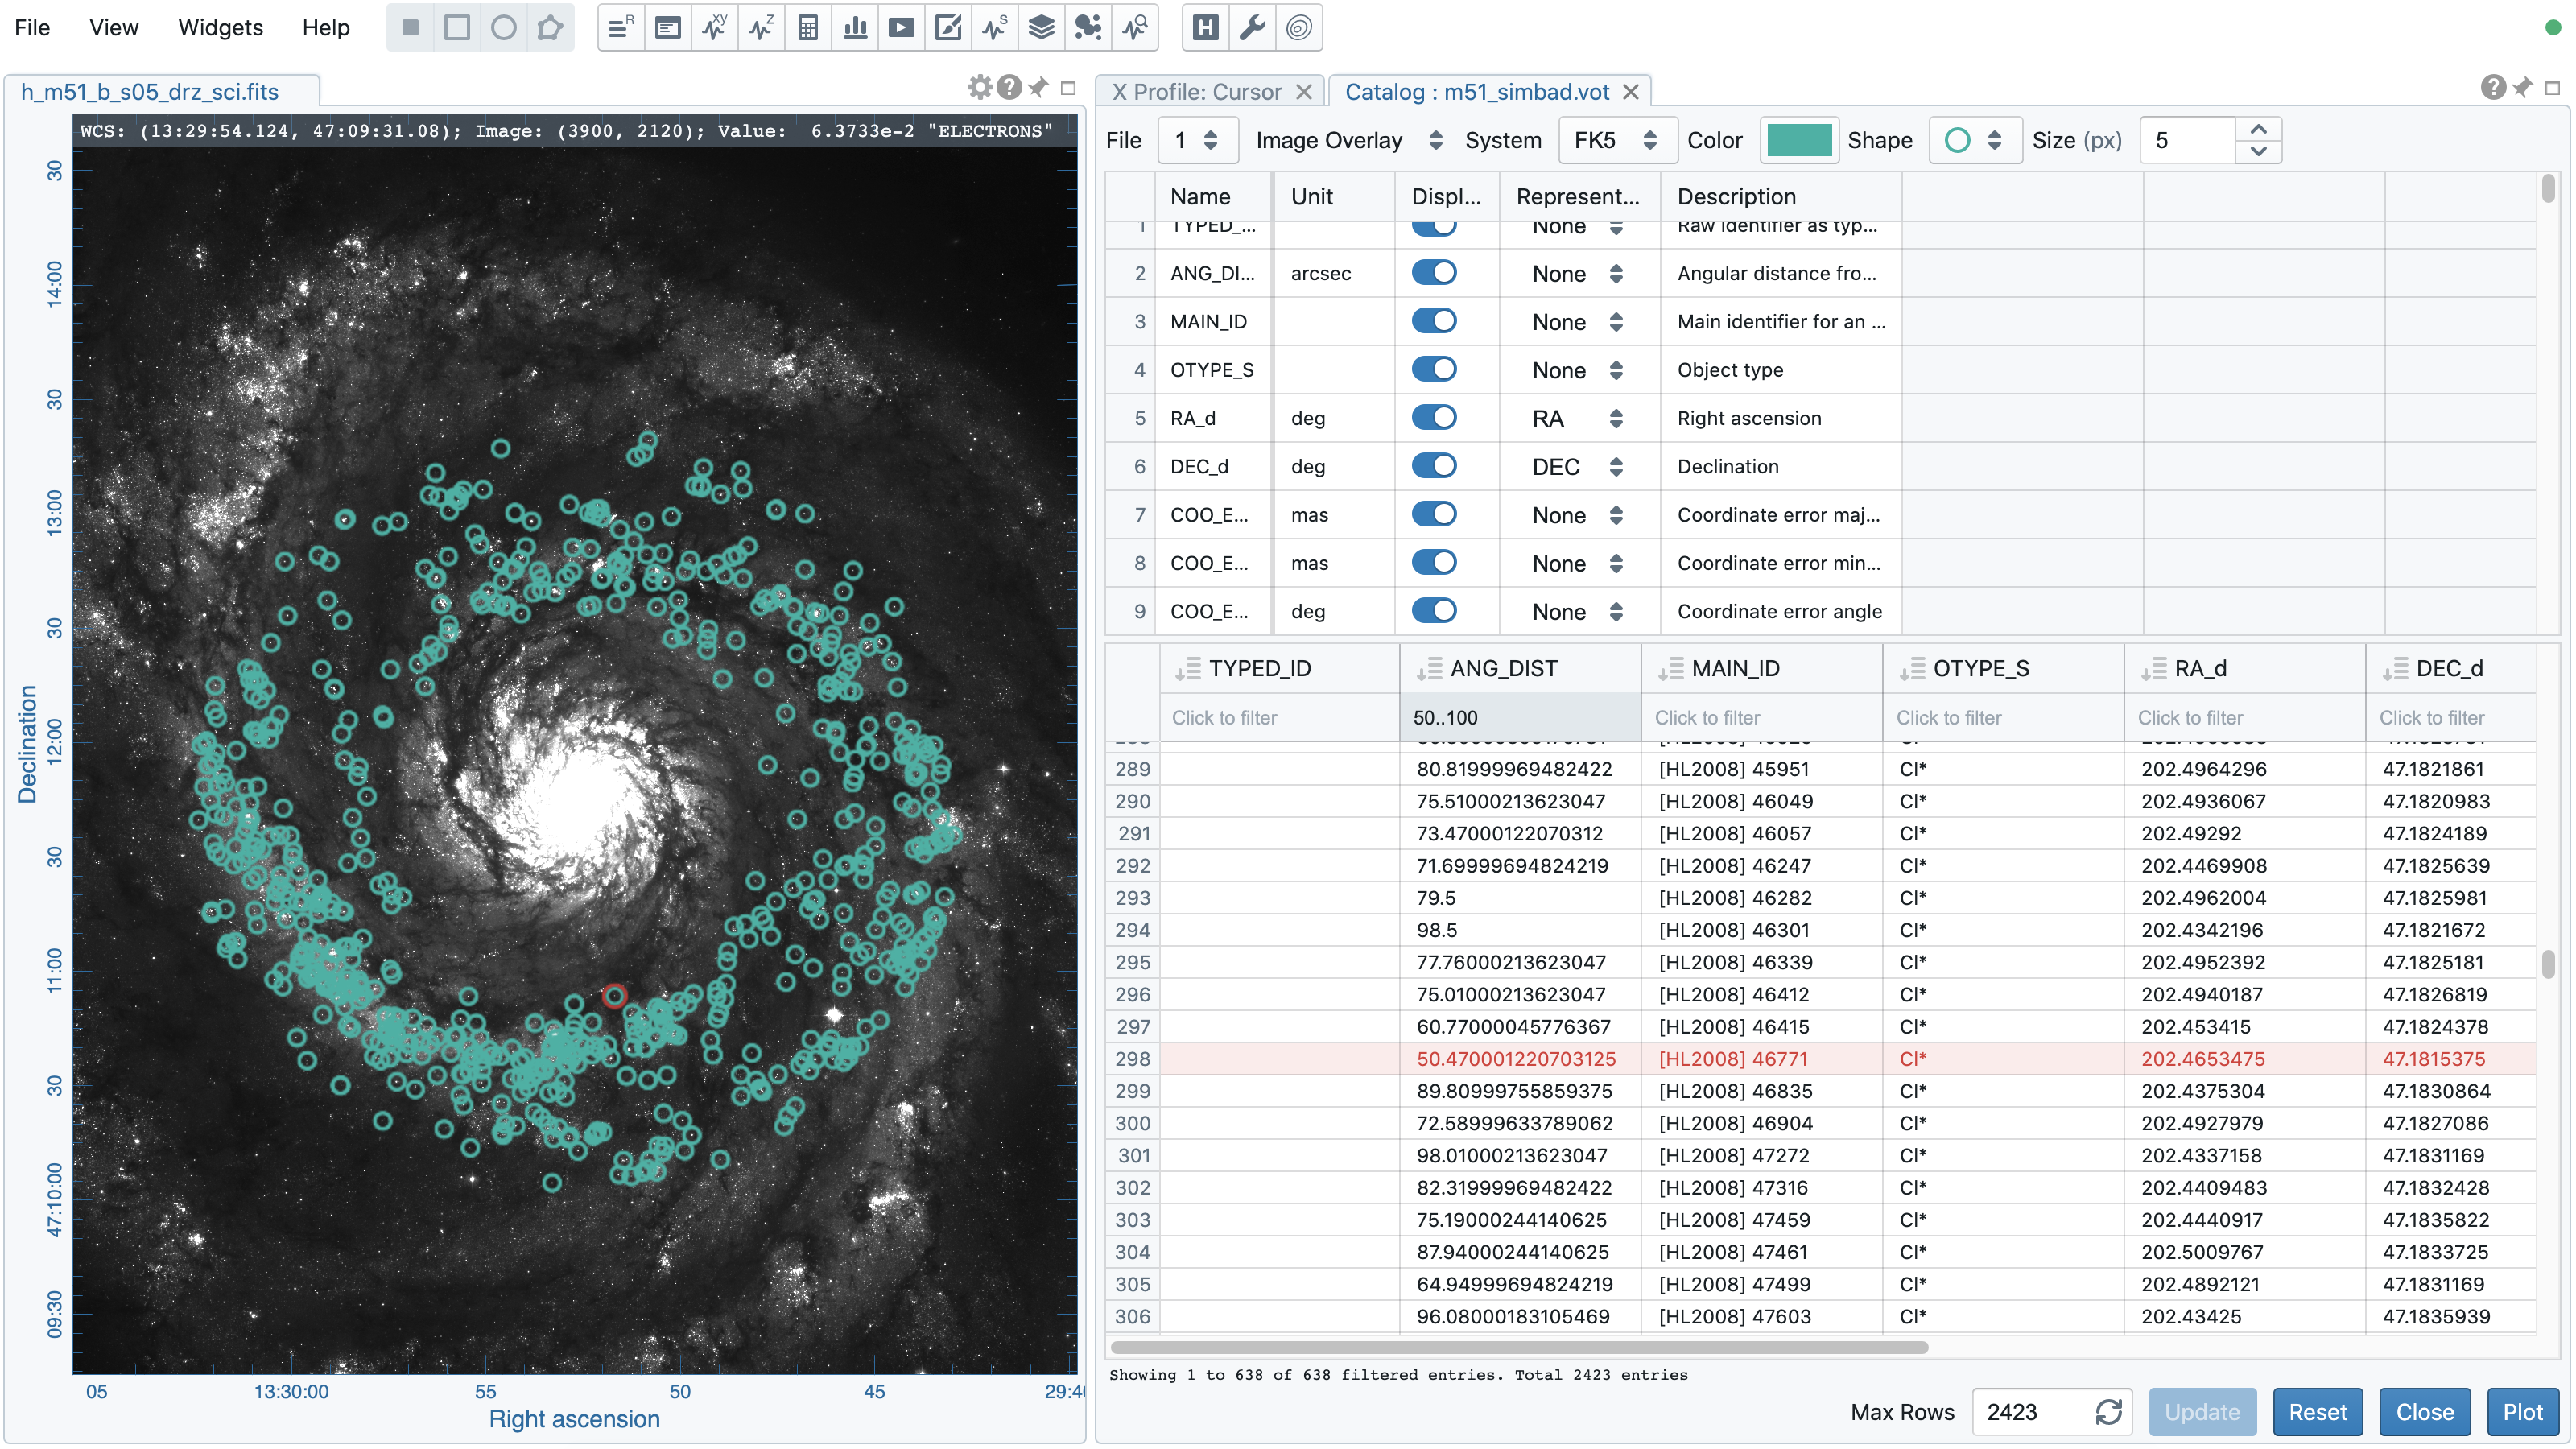 File View Widgets Help
h_m51_b_s05_drz_sci.fits
WCS: (13:29:54.124, 47:09:31.08); Image: (3900, 2120); Value: 6.3733e-2 "ELECTRONS"
30
14:00
30
13:00
30
12:00
30
11:00
30
47:10:00
09:30
Declination
05 13:30:00 55 50 45 29:4
Right ascension
X Profile: Cursor Catalog : m51_simbad.vot
File 1 Image Overlay System FK5 Color Shape Size (px) 5
Name Unit Displ... Represent... Description
1 TYPED_... None Raw identifier as typ...
2 ANG_DI... arcsec None Angular distance fro...
3 MAIN_ID None Main identifier for an ...
4 OTYPE_S None Object type
5 RA_d deg RA Right ascension
6 DEC_d deg DEC Declination
7 COO_E... mas None Coordinate error maj...
8 COO_E... mas None Coordinate error min...
9 COO_E... deg None Coordinate error angle
TYPED_ID ANG_DIST MAIN_ID OTYPE_S RA_d DEC_d
Click to filter 50..100 Click to filter Click to filter Click to filter Click to filter
289 80.81999969482422 [HL2008] 45951 Cl* 202.4964296 47.1821861
290 75.51000213623047 [HL2008] 46049 Cl* 202.4936067 47.1820983
291 73.47000122070312 [HL2008] 46057 Cl* 202.49292 47.1824189
292 71.69999694824219 [HL2008] 46247 Cl* 202.4469908 47.1825639
293 79.5 [HL2008] 46282 Cl* 202.4962004 47.1825981
294 98.5 [HL2008] 46301 Cl* 202.4342196 47.1821672
295 77.76000213623047 [HL2008] 46339 Cl* 202.4952392 47.1825181
296 75.01000213623047 [HL2008] 46412 Cl* 202.4940187 47.1826819
297 60.77000045776367 [HL2008] 46415 Cl* 202.453415 47.1824378
298 50.470001220703125 [HL2008] 46771 Cl* 202.4653475 47.1815375
299 89.80999755859375 [HL2008] 46835 Cl* 202.4375304 47.1830864
300 72.58999633789062 [HL2008] 46904 Cl* 202.4927979 47.1827086
301 98.01000213623047 [HL2008] 47272 Cl* 202.4337158 47.1831169
302 82.31999969482422 [HL2008] 47316 Cl* 202.4409483 47.1832428
303 75.19000244140625 [HL2008] 47459 Cl* 202.4440917 47.1835822
304 87.94000244140625 [HL2008] 47461 Cl* 202.5009767 47.1833725
305 64.94999694824219 [HL2008] 47499 Cl* 202.4892121 47.1831169
306 96.08000183105469 [HL2008] 47603 Cl* 202.43425 47.1835939
Showing 1 to 638 of 638 filtered entries. Total 2423 entries
Max Rows 2423 Update Reset Close Plot